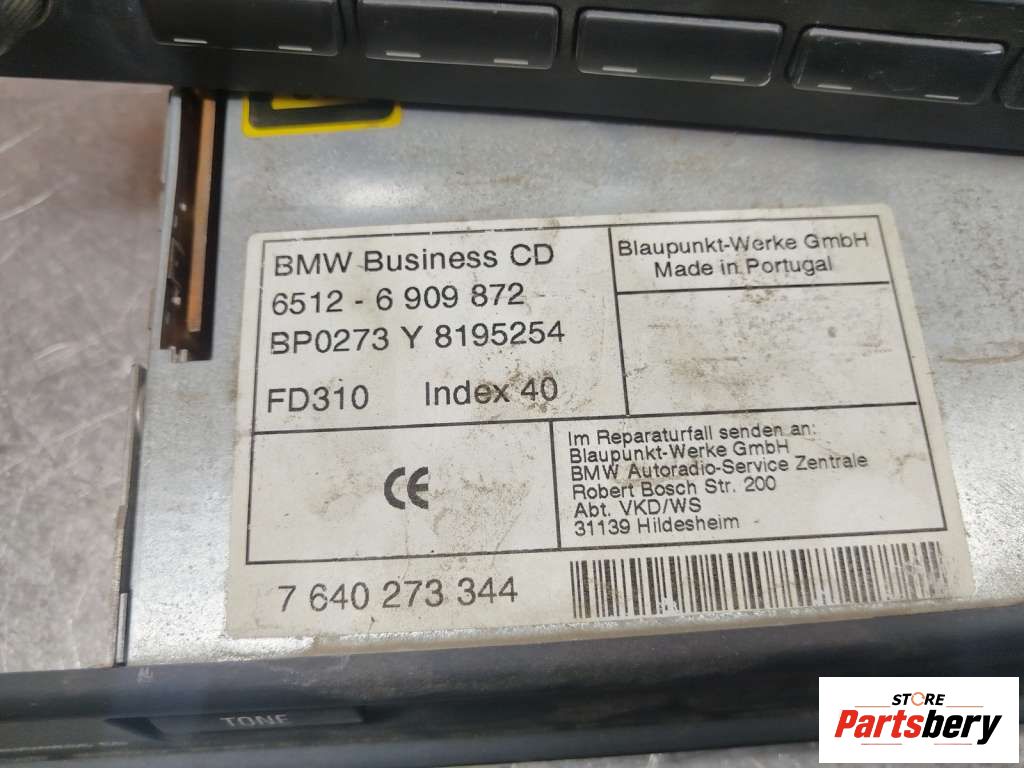 BMW Business CD
6512 - 6 909 872
BP0273 Y 8195254
FD310 Index 40
Blaupunkt-Werke GmbH
Made in Portugal
CE
Im Reparaturfall senden an:
Blaupunkt-Werke GmbH
BMW Autoradio-Service Zentrale
Robert Bosch Str. 200
Abt. VKD/WS
31139 Hildesheim
7 640 273 344
TONE
STORE
Partsbery